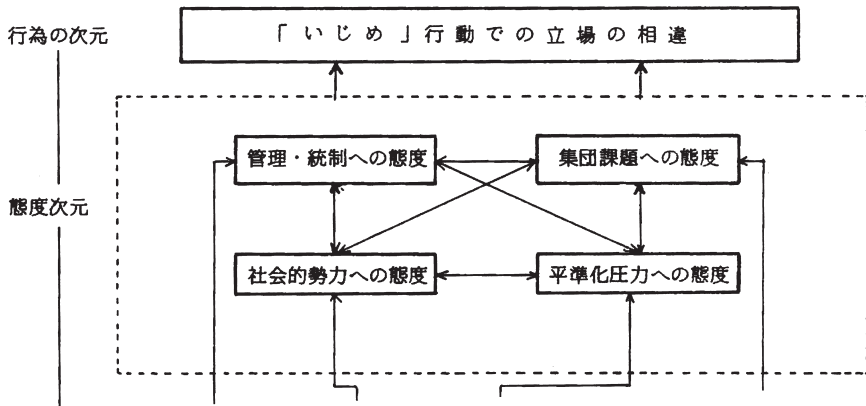 行為の次元
「いじめ」行動での立場の相違
管理・統制への態度
集団課題への態度
態度次元
社会的勢力への態度
平準化圧力への態度